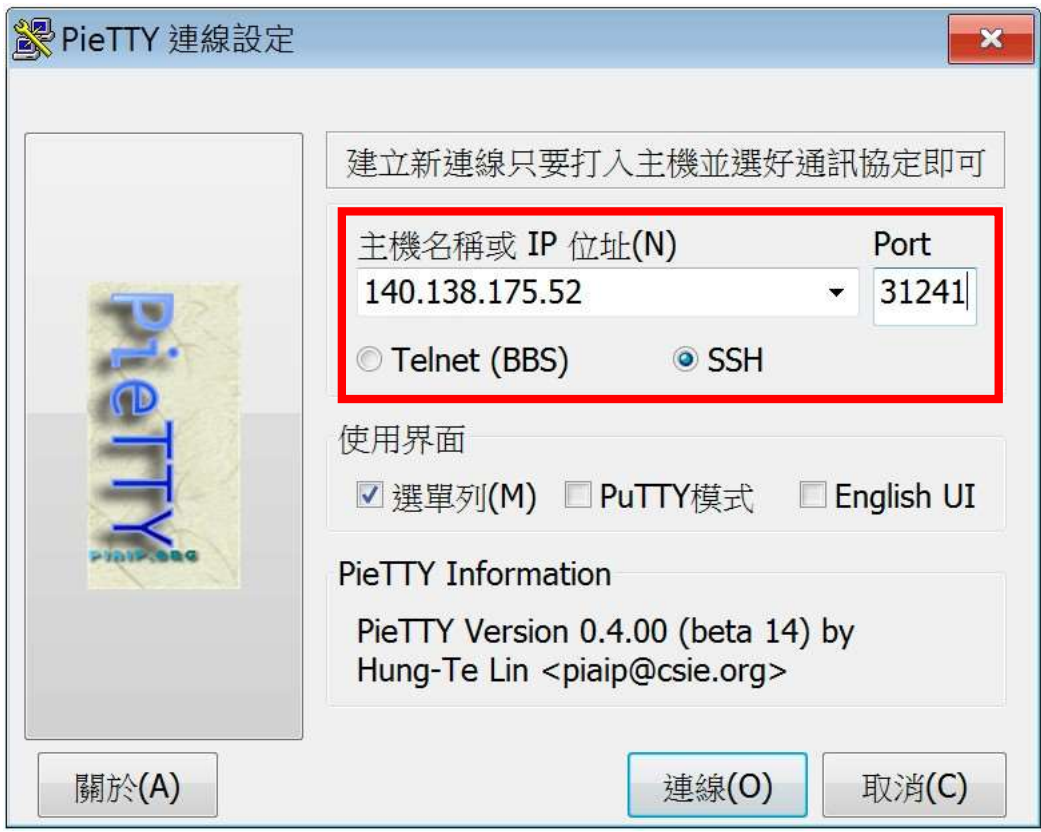 PieTTY 連線設定
建立新連線只要打入主機並選好通訊協定即可
主機名稱或 IP 位址(N) Port
140.138.175.52 31241
Telnet (BBS) SSH
PieTTY
PIAIP.ORG
使用界面
選單列(M) PuTTY模式 English UI
PieTTY Information
PieTTY Version 0.4.00 (beta 14) by
Hung-Te Lin <piaip@csie.org>
關於(A) 連線(O) 取消(C)